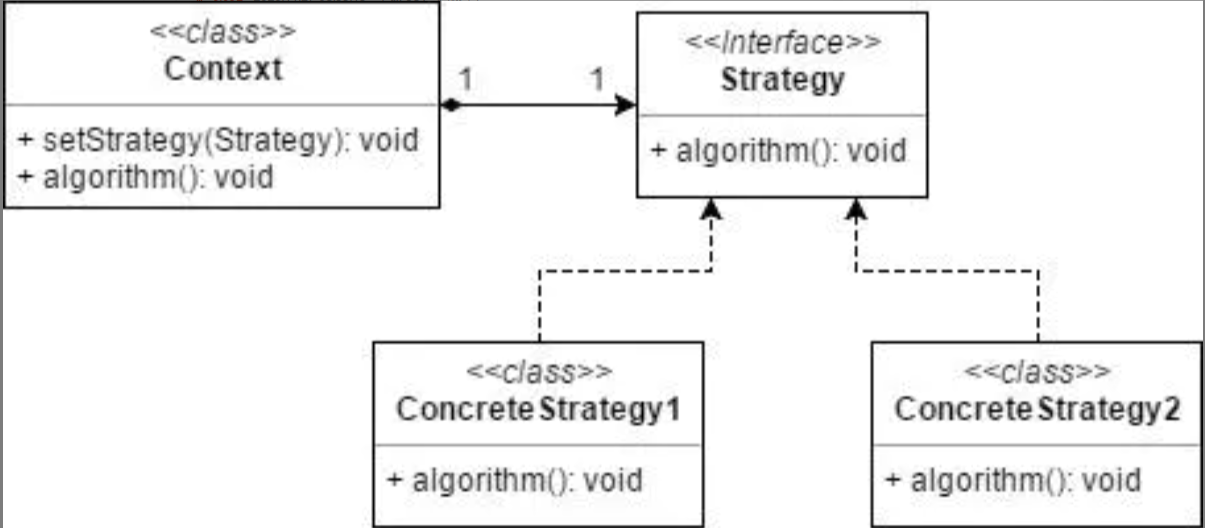 <<class>>
Context
+ setStrategy(Strategy): void
+ algorithm(): void
1
1
<<Interface>>
Strategy
+ algorithm(): void
<<class>>
ConcreteStrategy1
+ algorithm(): void
<<class>>
ConcreteStrategy2
+ algorithm(): void